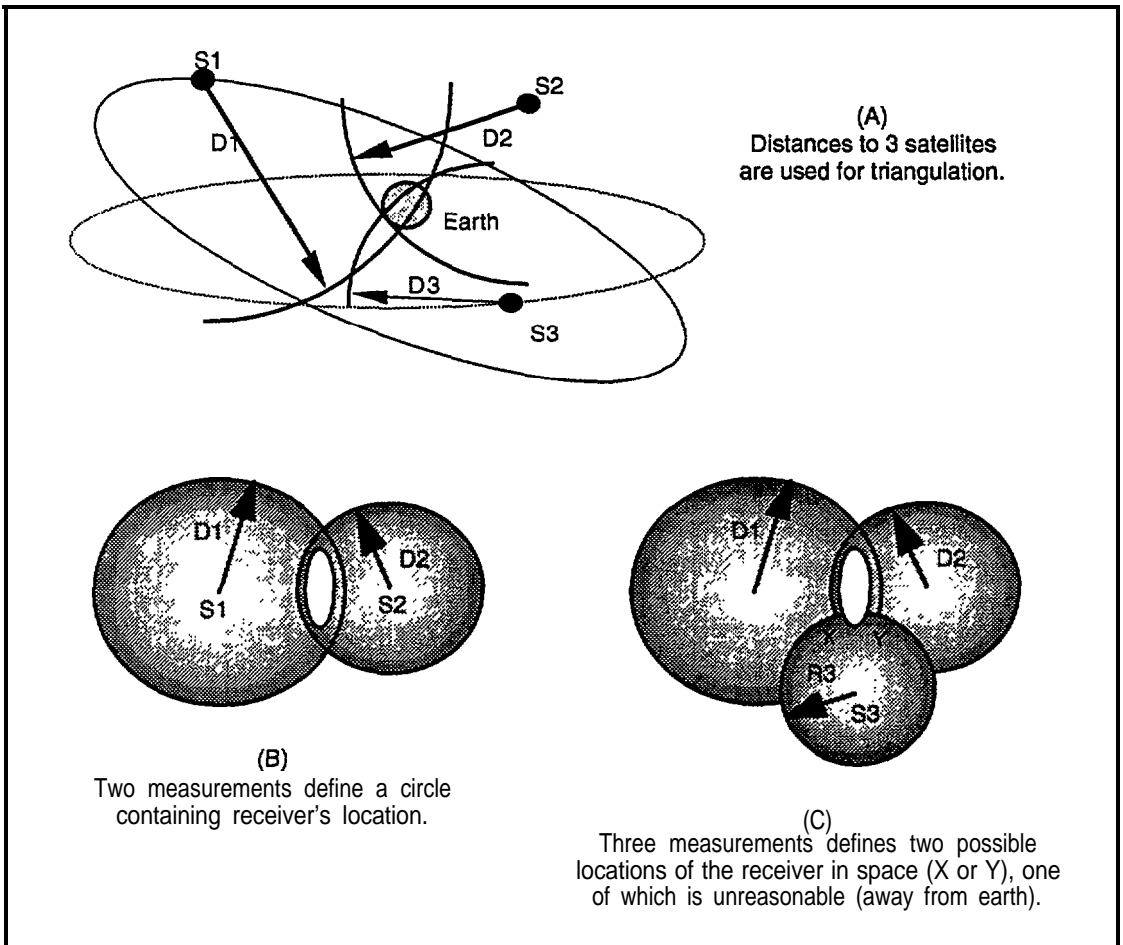 S1
S2
D1
D2
Earth
D3
S3
(A)
Distances to 3 satellites
are used for triangulation.
D1
S1
D2
S2
(B)
Two measurements define a circle
containing receiver's location.
D1
D2
X Y
R3
S3
(C)
Three measurements defines two possible
locations of the receiver in space (X or Y), one
of which is unreasonable (away from earth).